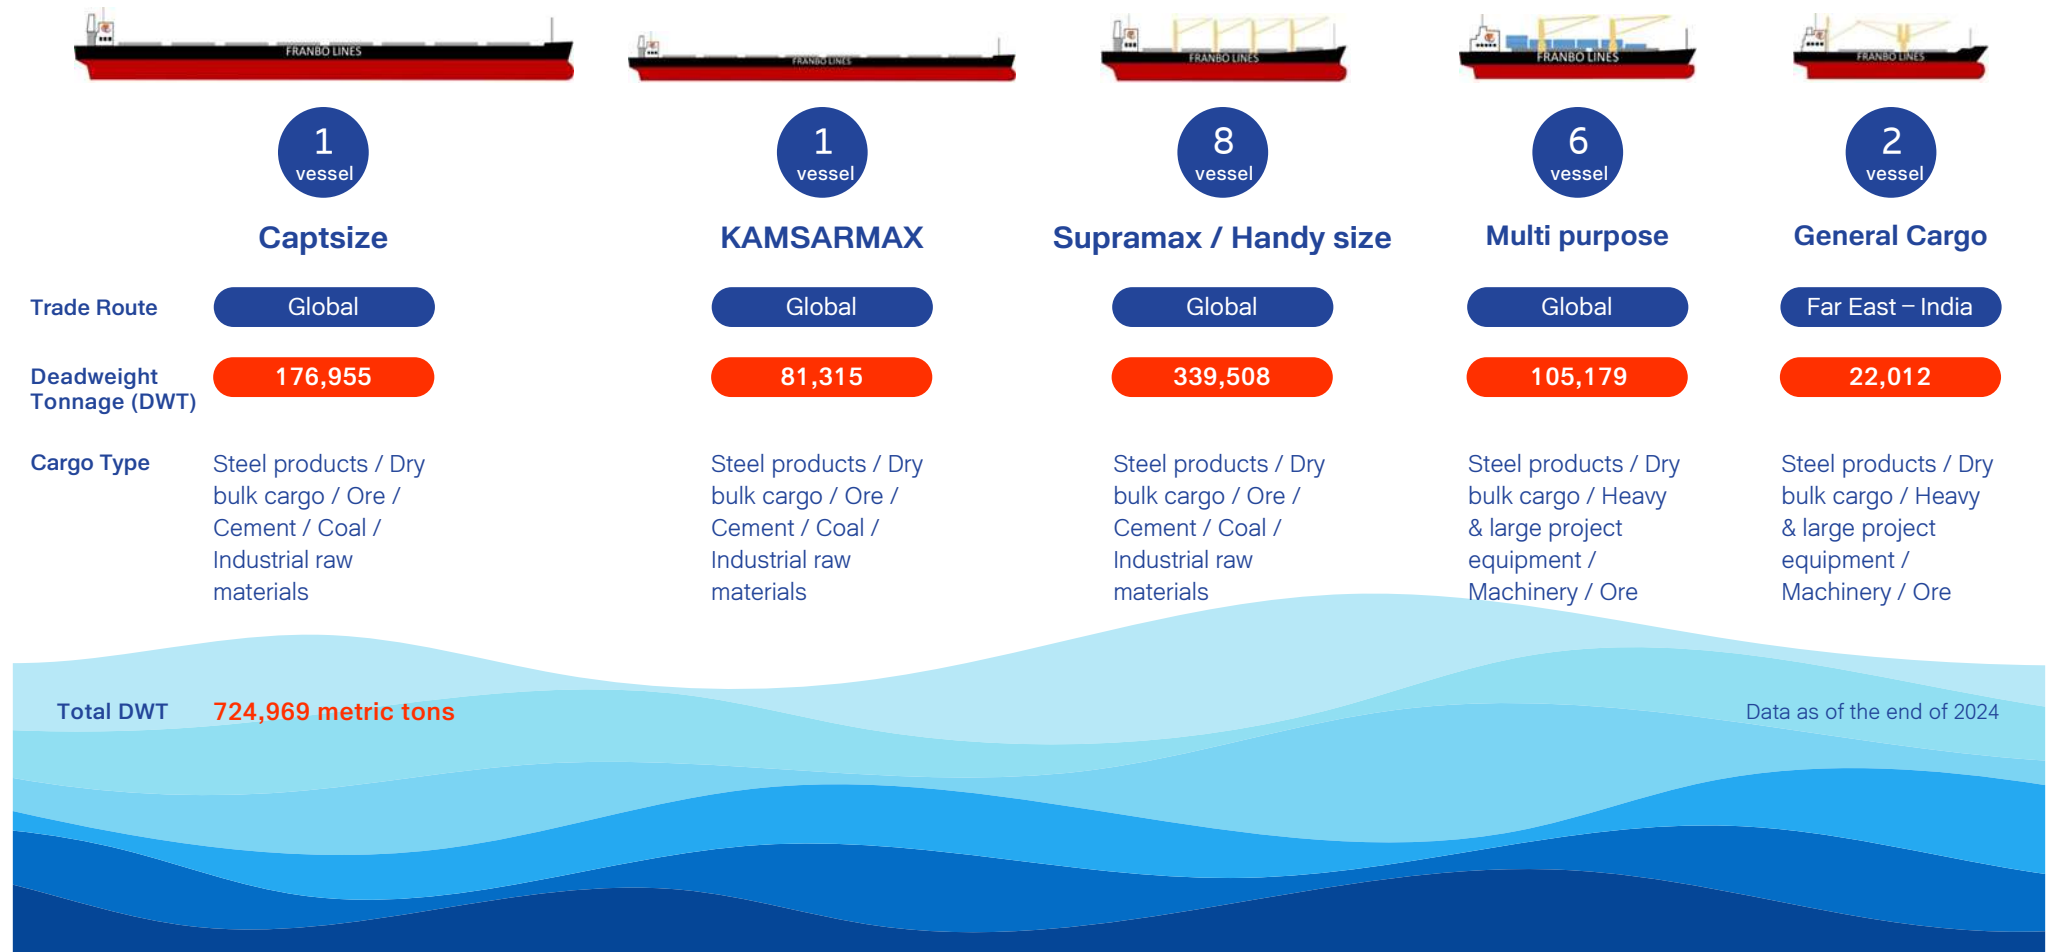 FRANBO LINES
FRANBO LINES
FRANBO LINES
FRANBO LINES
FRANBO LINES
1
vessel
1
vessel
8
vessel
6
vessel
2
vessel
Captsize
KAMSARMAX
Supramax / Handy size
Multi purpose
General Cargo
Trade Route
Global
Global
Global
Global
Far East – India
Deadweight
Tonnage (DWT)
176,955
81,315
339,508
105,179
22,012
Cargo Type
Steel products / Dry
bulk cargo / Ore /
Cement / Coal /
Industrial raw
materials
Steel products / Dry
bulk cargo / Ore /
Cement / Coal /
Industrial raw
materials
Steel products / Dry
bulk cargo / Ore /
Cement / Coal /
Industrial raw
materials
Steel products / Dry
bulk cargo / Heavy
& large project
equipment /
Machinery / Ore
Steel products / Dry
bulk cargo / Heavy
& large project
equipment /
Machinery / Ore
Total DWT
724,969 metric tons
Data as of the end of 2024